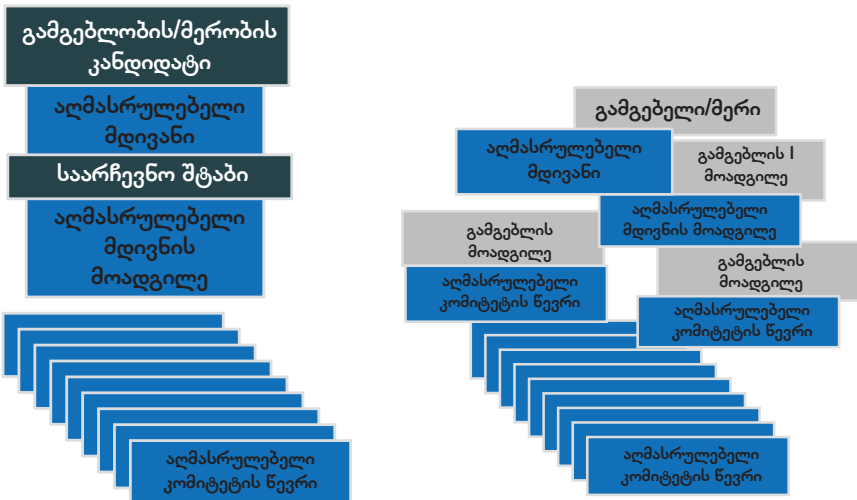 გამგებლობის/მერობის
კანდიდატი
აღმასრულებელი
მდივანი
საარჩევნო შტაბი
აღმასრულებელი
მდივნის
მოადგილე
აღმასრულებელი
კომიტეტის წევრი
გამგებელი/მერი
აღმასრულებელი
მდივანი
გამგებლის I
მოადგილე
აღმასრულებელი
მდივნის მოადგილე
გამგებლის
მოადგილე
გამგებლის
მოადგილე
აღმასრულებელი
კომიტეტის წევრი
აღმასრულებელი
კომიტეტის წევრი
აღმასრულებელი
კომიტეტის წევრი